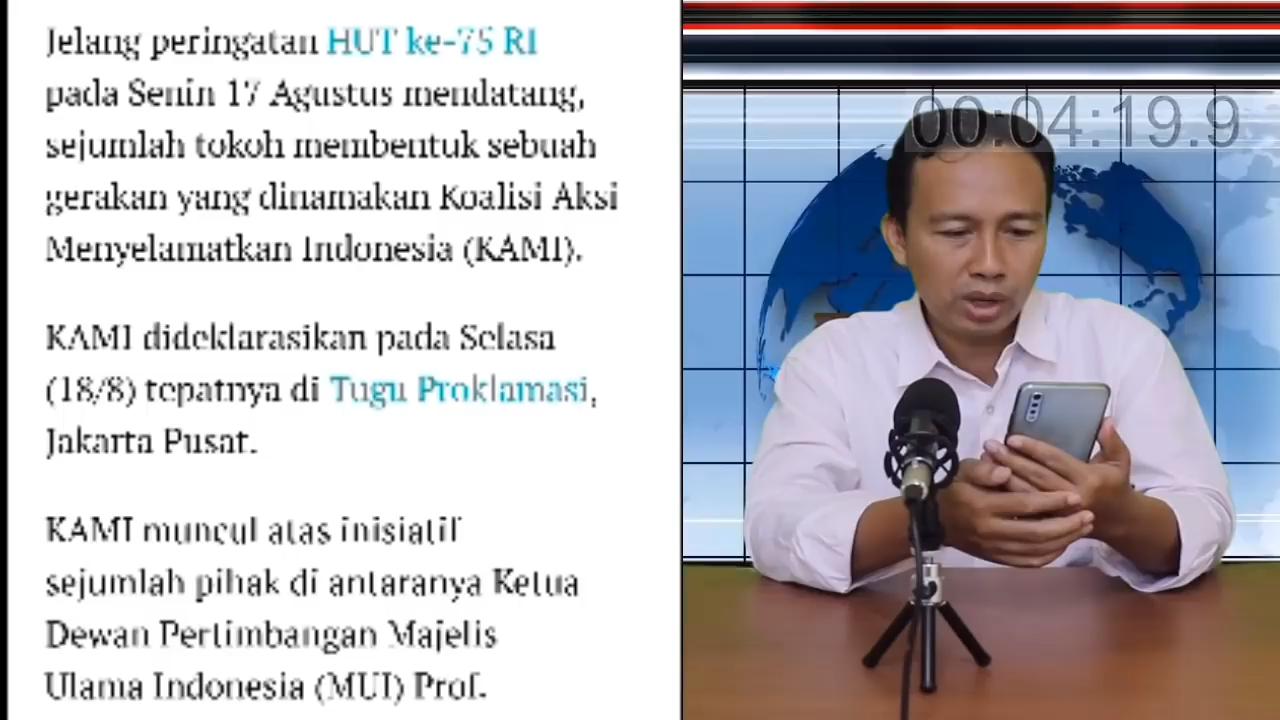 Jelang peringatan HUT ke-75 RI
pada Senin 17 Agustus mendatang,
sejumlah tokoh membentuk sebuah
gerakan yang dinamakan Koalisi Aksi
Menyelamatkan Indonesia (KAMI).
KAMI dideklarasikan pada Selasa
(18/8) tepatnya di Tugu Proklamasi,
Jakarta Pusat.
KAMI muncul atas inisiatif
sejumlah pihak di antaranya Ketua
Dewan Pertimbangan Majelis
Ulama Indonesia (MUI) Prof.
00:04:19.9